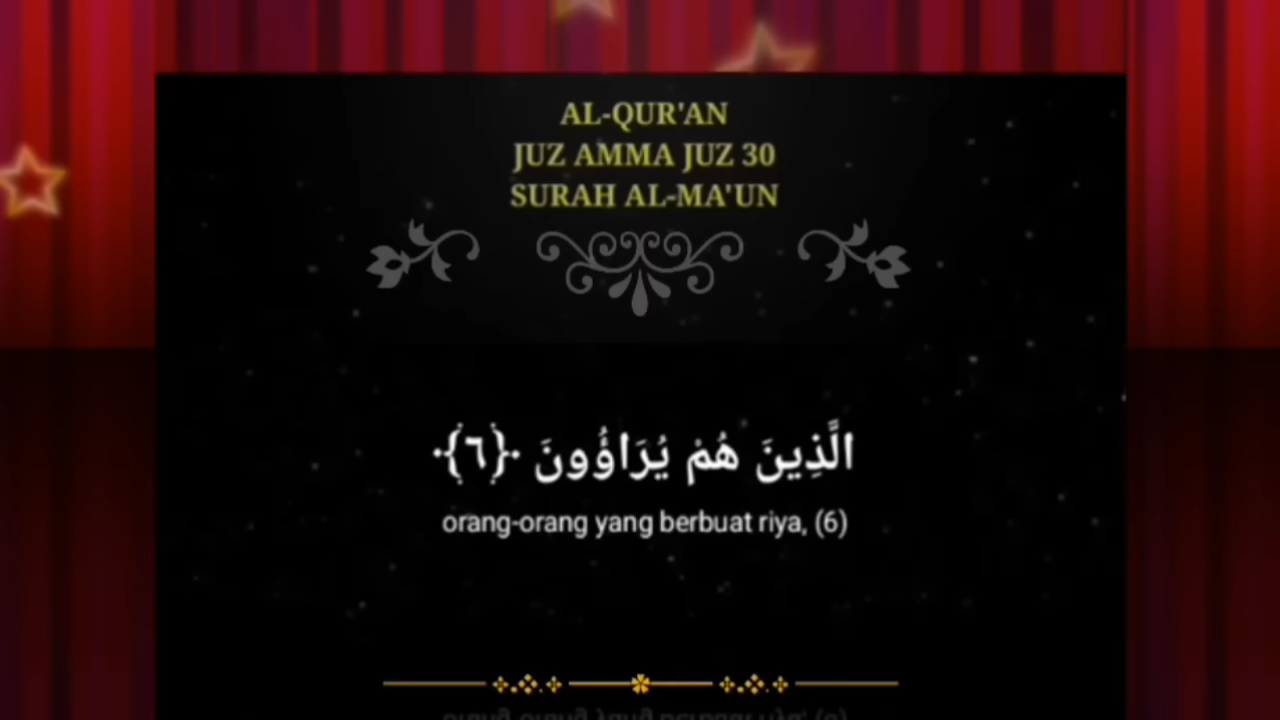 AL-QUR'AN
JUZ AMMA JUZ 30
SURAH AL-MA'UN
الَّذِينَ هُمْ يُرَاؤُونَ ﴿٦﴾
orang-orang yang berbuat riya, (6)